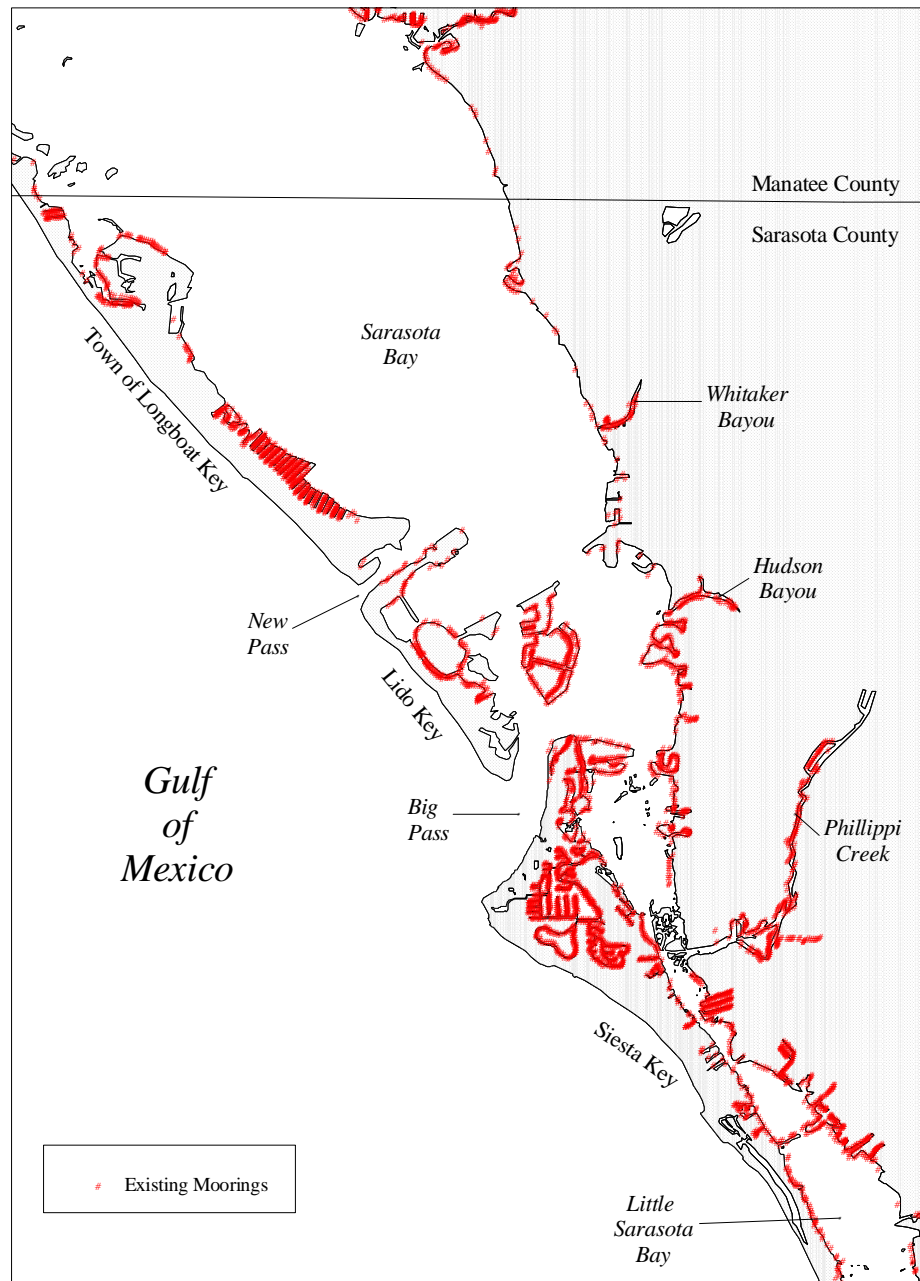 Manatee County
Sarasota County
Sarasota
Bay
Town of Longboat Key
Whitaker
Bayou
Hudson
Bayou
New
Pass
Lido Key
Gulf
of
Mexico
Big
Pass
Phillippi
Creek
Siesta Key
# Existing Moorings
Little
Sarasota
Bay